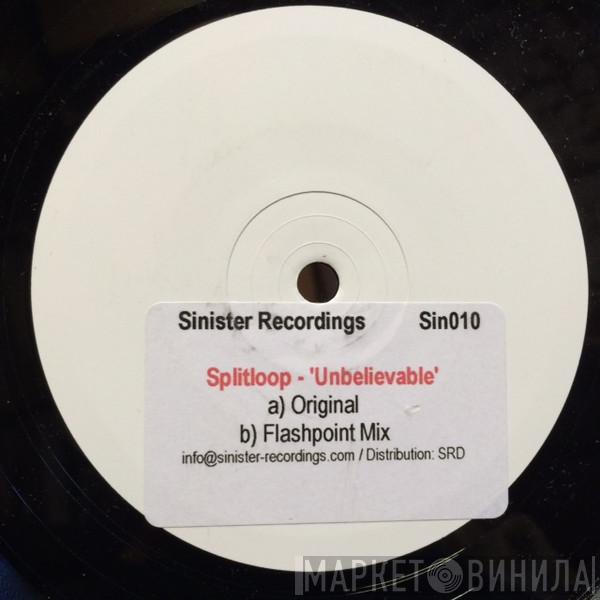 Sinister Recordings Sin010
Splitloop - 'Unbelievable'
a) Original
b) Flashpoint Mix
info@sinister-recordings.com / Distribution: SRD
МАРКЕТ ВИНИЛА